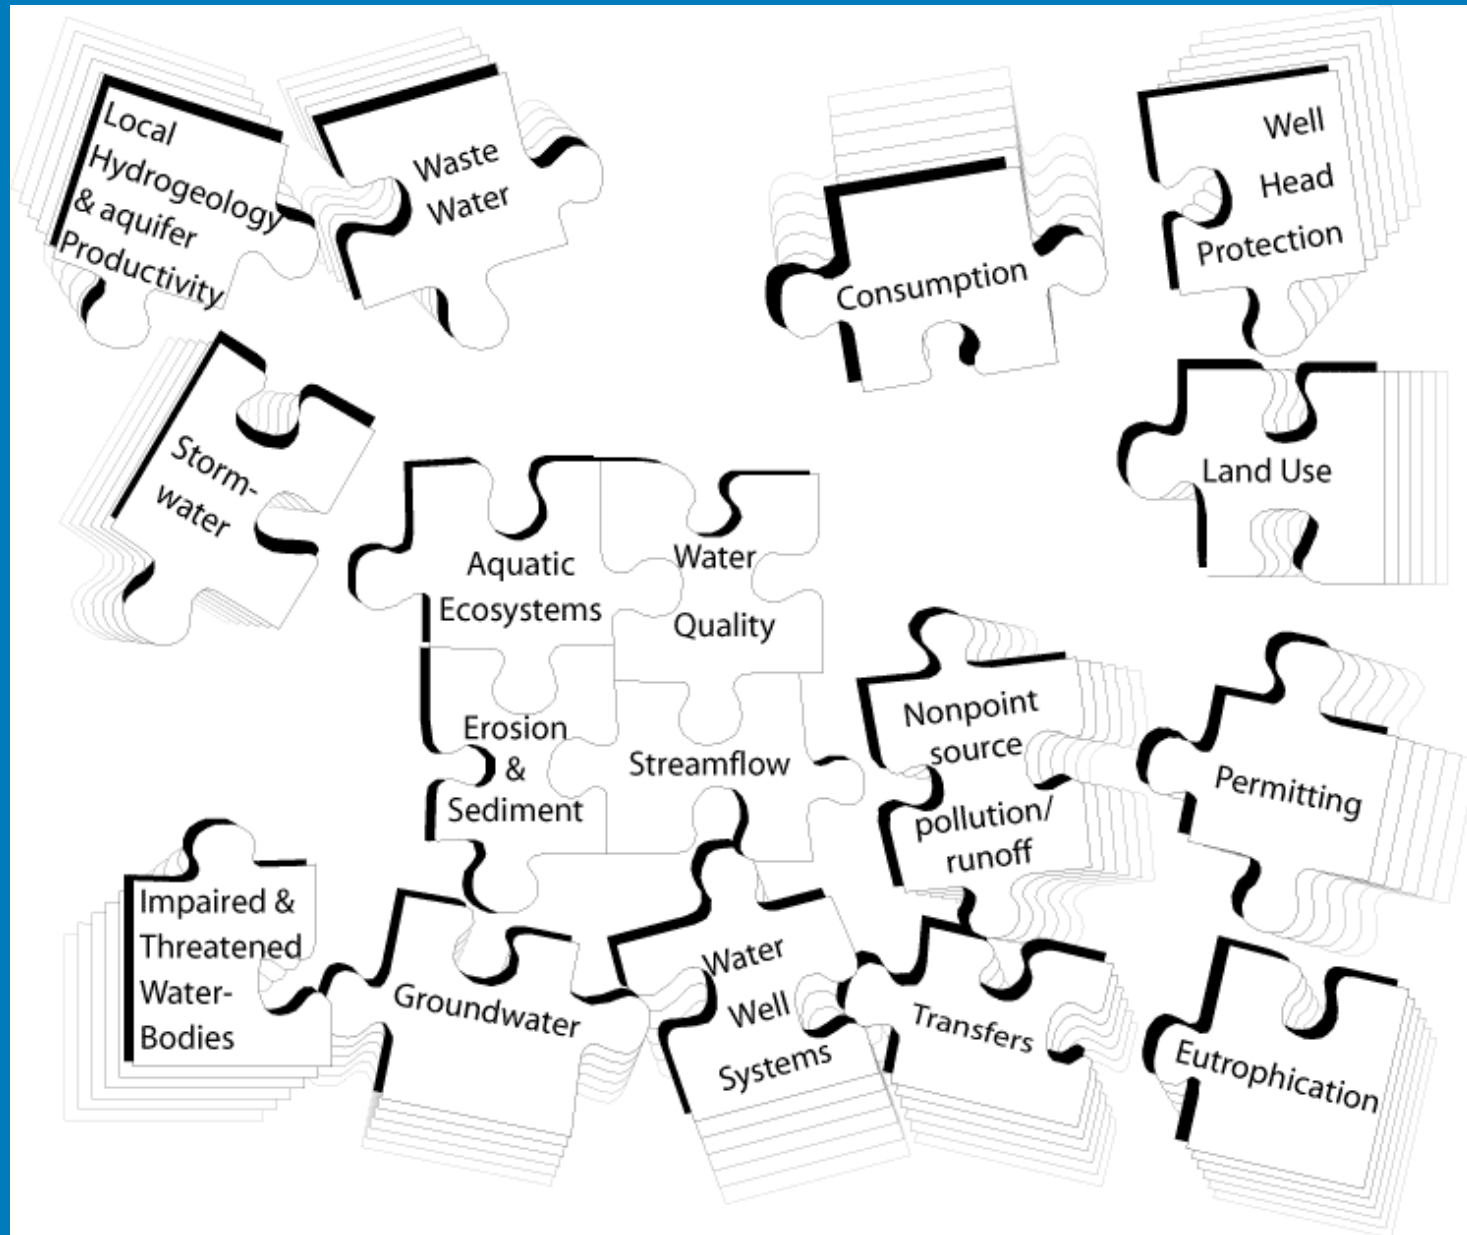 Local
Hydrogeology
& aquifer
Productivity
Waste
Water
Consumption
Well
Head
Protection
Storm-
water
Land Use
Aquatic
Ecosystems
Water
Quality
Erosion
&
Sediment
Streamflow
Nonpoint
source
pollution/
runoff
Permitting
Impaired &
Threatened
Water-
Bodies
Groundwater
Water
Well
Systems
Transfers
Eutrophication